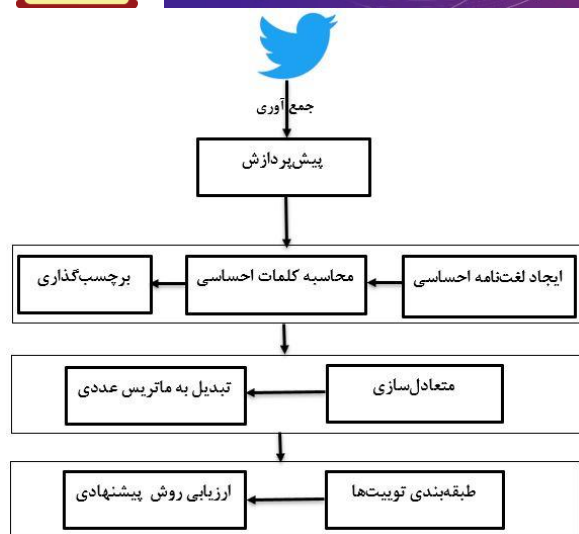 جمع آوری
پیش‌پردازش
ایجاد لغت‌نامه احساسی
محاسبه کلمات احساسی
برچسب‌گذاری
متعادل‌سازی
تبدیل به ماتریس عددی
طبقه‌بندی توییت‌ها
ارزیابی روش پیشنهادی